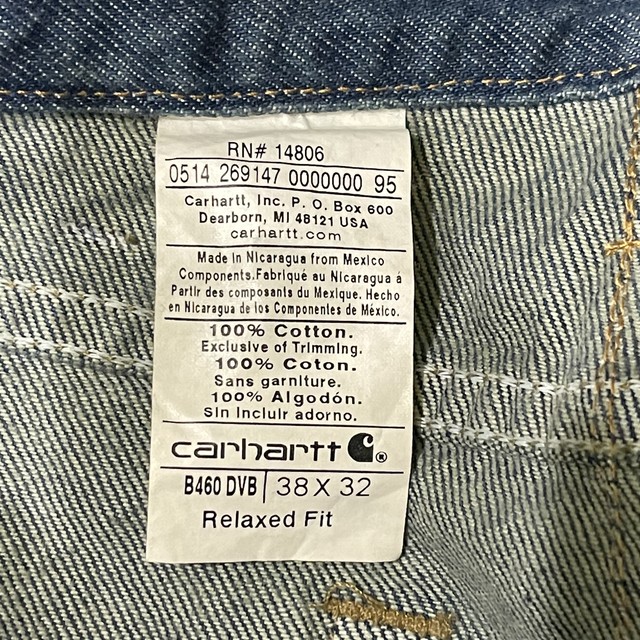 RN# 14806
0514 269147 0000000 95
Carhartt, Inc. P. O. Box 600
Dearborn, MI 48121 USA
carhartt.com
Made in Nicaragua from Mexico
Components.Fabriqué au Nicaragua á
Partir des composants du Mexique. Hecho
en Nicaragua de los Componentes de México.
100% Cotton.
Exclusive of Trimming.
100% Coton.
Sans garniture.
100% Algodón.
Sin Incluir adorno.
carhartt ®
B460 DVB 38 X 32
Relaxed Fit